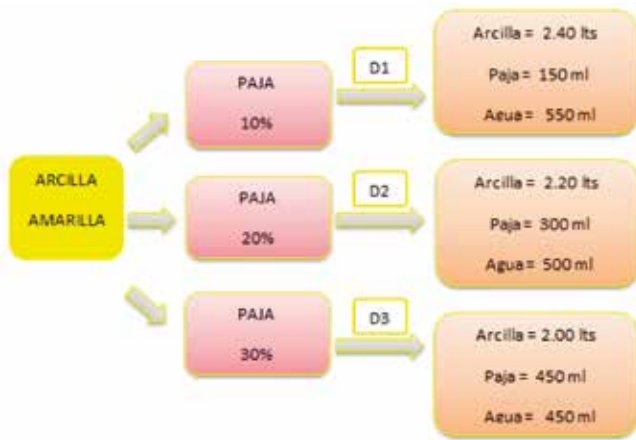 ARCILLA
AMARILLA
PAJA
10%
D1
Arcilla = 2.40 lts
Paja = 150 ml
Agua = 550 ml
PAJA
20%
D2
Arcilla = 2.20 lts
Paja = 300 ml
Agua = 500 ml
PAJA
30%
D3
Arcilla = 2.00 lts
Paja = 450 ml
Agua = 450 ml